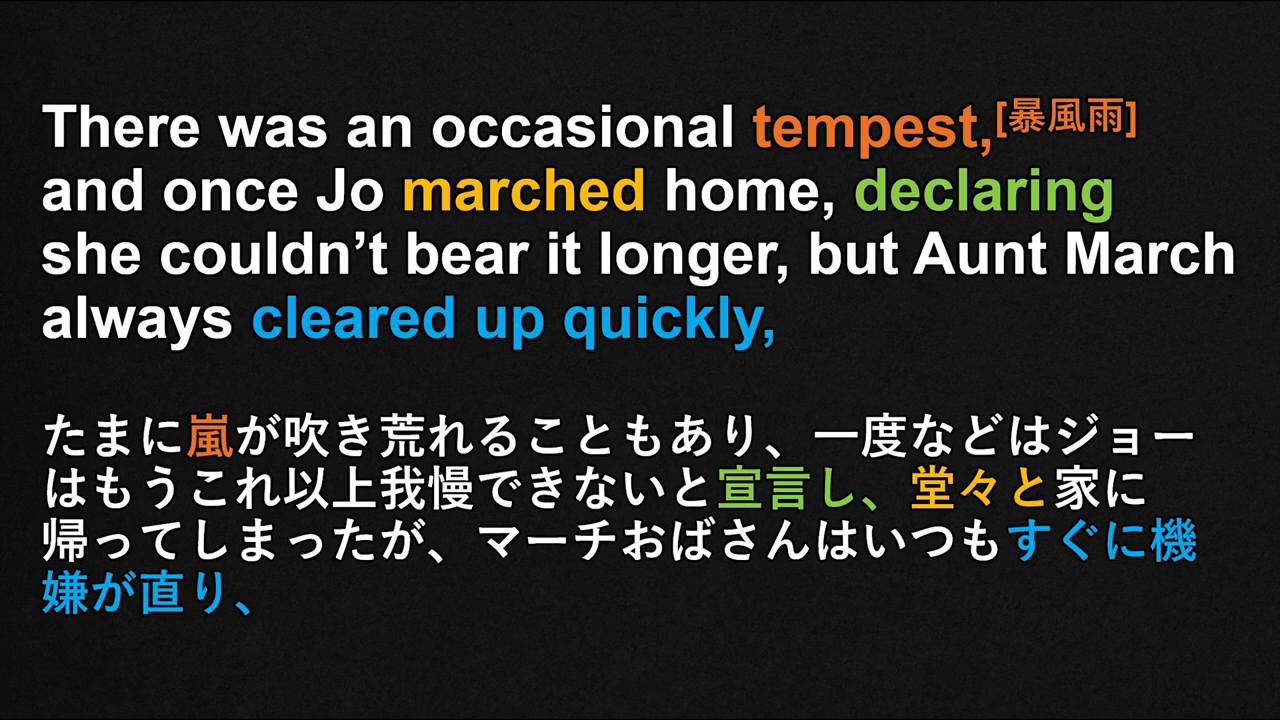 There was an occasional tempest,[暴風雨]
and once Jo marched home, declaring
she couldn’t bear it longer, but Aunt March
always cleared up quickly,
たまに嵐が吹き荒れることもあり、一度などはジョー
はもうこれ以上我慢できないと宣言し、堂々と家に
帰ってしまったが、マーチおばさんはいつもすぐに機
嫌が直り、